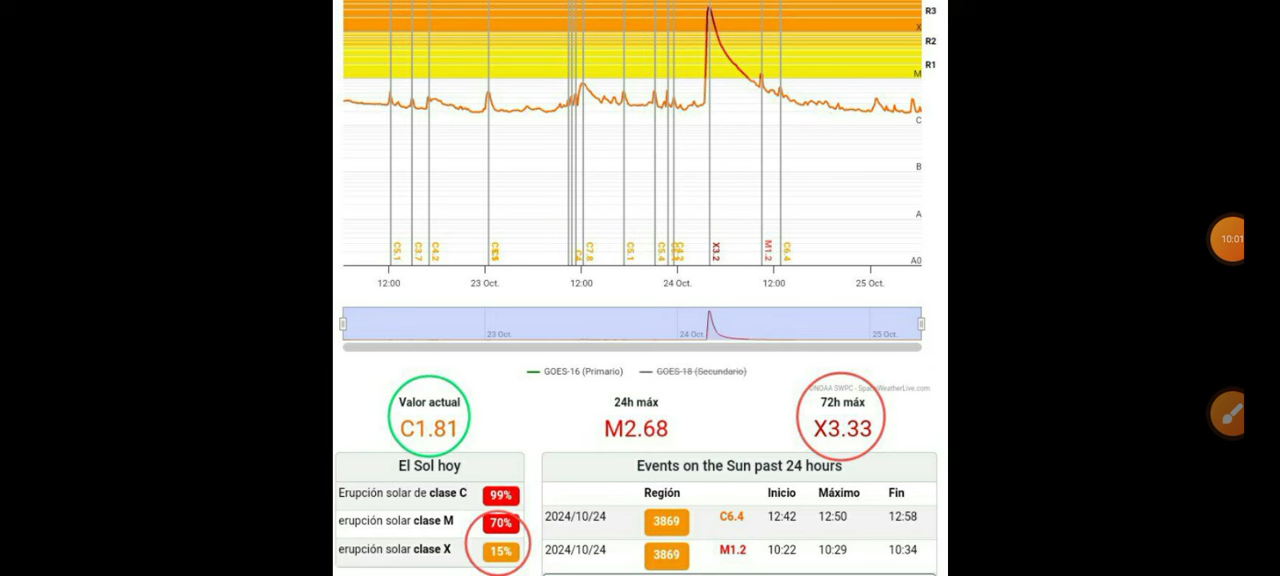 R3
X
R2
R1
M
C
B
A
A0
C5.1
C3.7
C4.2
C7.8
C5.1
C5.4
X3.2
M1.2
C6.4
12:00
23 Oct.
12:00
24 Oct.
12:00
25 Oct.
23 Oct.
24 Oct.
25 Oct.
GOES-16 (Primario)
GOES-18 (Secundario)
NOAA SWPC - SpaceWeatherLive.com
Valor actual
C1.81
24h máx
M2.68
72h máx
X3.33
El Sol hoy
Erupción solar de clase C 99%
erupción solar clase M 70%
erupción solar clase X 15%
Events on the Sun past 24 hours
Región Inicio Máximo Fin
2024/10/24 3869 C6.4 12:42 12:50 12:58
2024/10/24 3869 M1.2 10:22 10:29 10:34
10:01